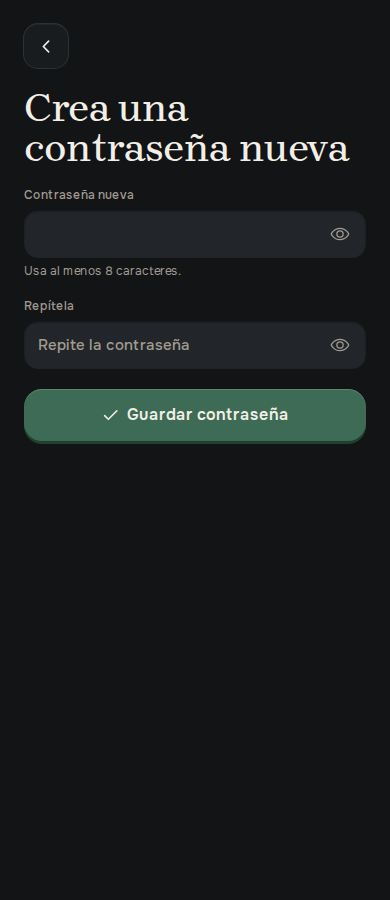 Crea una
contraseña nueva
Contraseña nueva
Usa al menos 8 caracteres.
Repítela
Repite la contraseña
Guardar contraseña